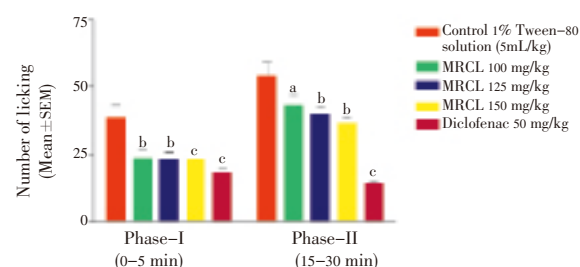 75
50
25
0
Number of licking
(Mean±SEM)
b
b
c
c
a
b
b
c
Phase-I
(0-5 min)
Phase-II
(15-30 min)
Control 1% Tween-80
solution (5mL/kg)
MRCL 100 mg/kg
MRCL 125 mg/kg
MRCL 150 mg/kg
Diclofenac 50 mg/kg